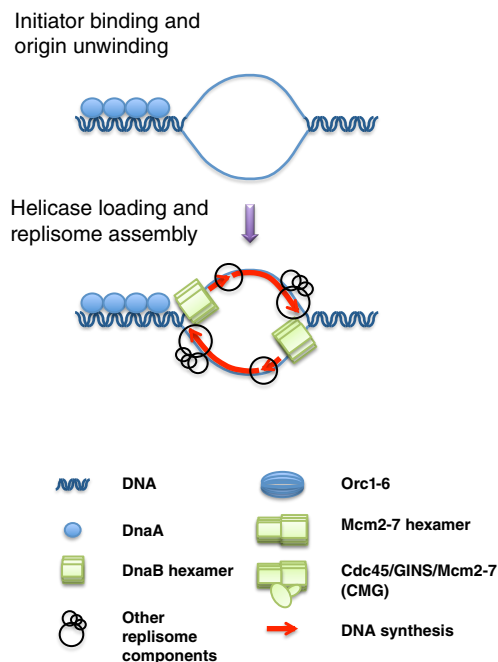 Initiator binding and
origin unwinding
Helicase loading and
replisome assembly
DNA
DnaA
DnaB hexamer
Other
replisome
components
Orc1-6
Mcm2-7 hexamer
Cdc45/GINS/Mcm2-7
(CMG)
DNA synthesis